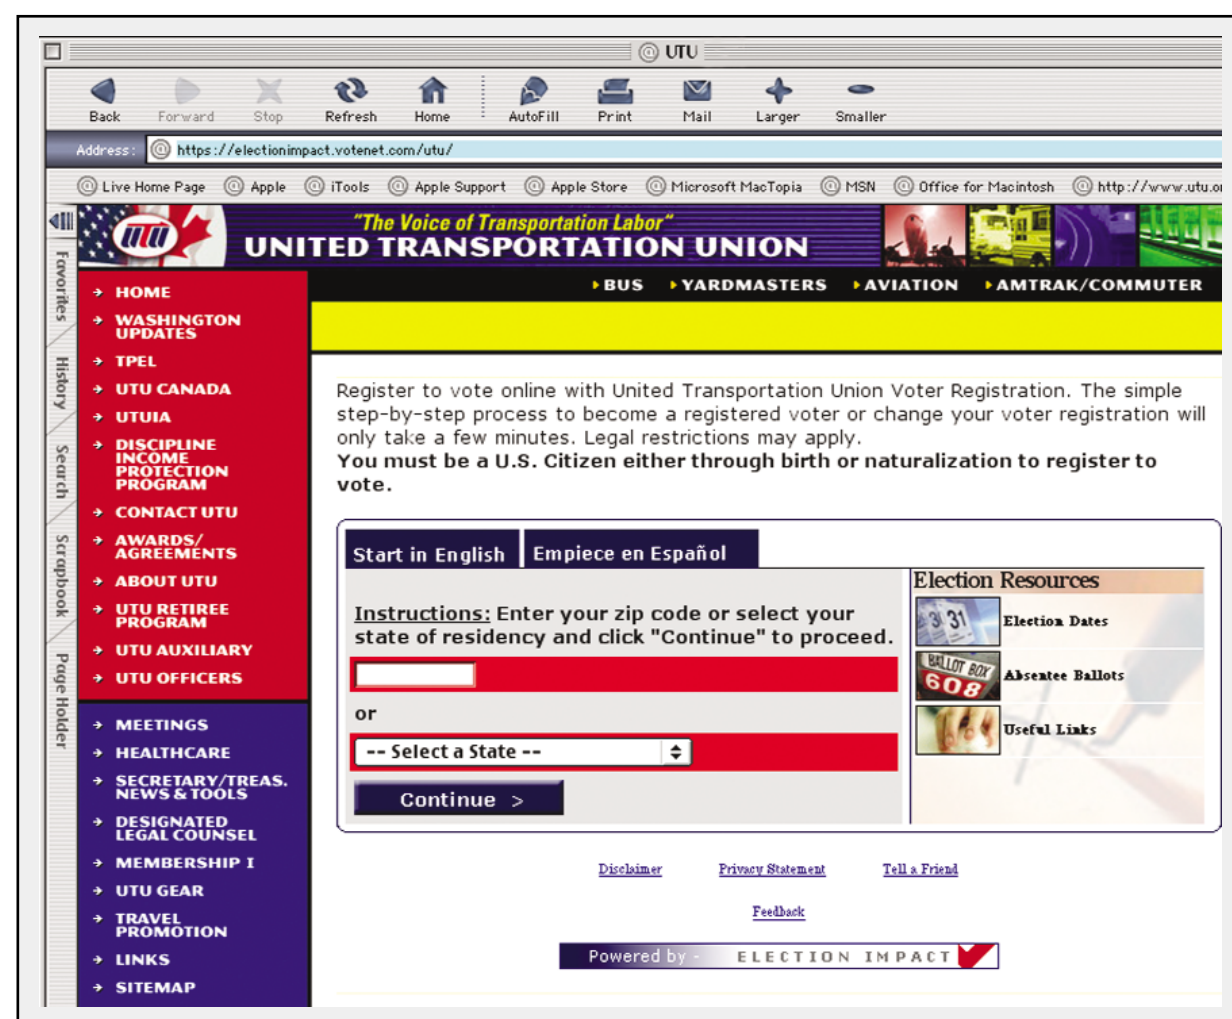 UTU
Back Forward Stop Refresh Home AutoFill Print Mail Larger Smaller
Address: https://electionimpact.votenet.com/utu/
Live Home Page Apple iTools Apple Support Apple Store Microsoft MacTopia MSN Office for Macintosh http://www.utu.o
Favorites
History
Search
Scrapbook
Page Holder
utu
"The Voice of Transportation Labor"
UNITED TRANSPORTATION UNION
BUS YARDMASTERS AVIATION AMTRAK/COMMUTER
HOME
WASHINGTON
UPDATES
TPEL
UTU CANADA
UTUIA
DISCIPLINE
INCOME
PROTECTION
PROGRAM
CONTACT UTU
AWARDS/
AGREEMENTS
ABOUT UTU
UTU RETIREE
PROGRAM
UTU AUXILIARY
UTU OFFICERS
MEETINGS
HEALTHCARE
SECRETARY/TREAS.
NEWS & TOOLS
DESIGNATED
LEGAL COUNSEL
MEMBERSHIP I
UTU GEAR
TRAVEL
PROMOTION
LINKS
SITEMAP
Register to vote online with United Transportation Union Voter Registration. The simple
step-by-step process to become a registered voter or change your voter registration will
only take a few minutes. Legal restrictions may apply.
You must be a U.S. Citizen either through birth or naturalization to register to
vote.
Start in English Empiece en Español
Instructions: Enter your zip code or select your
state of residency and click "Continue" to proceed.
or
-- Select a State --
Continue >
Election Resources
31 Election Dates
BALLOT BOX
608
Absentee Ballots
Useful Links
Disclaimer Privacy Statement Tell a Friend
Feedback
Powered by - ELECTION IMPACT